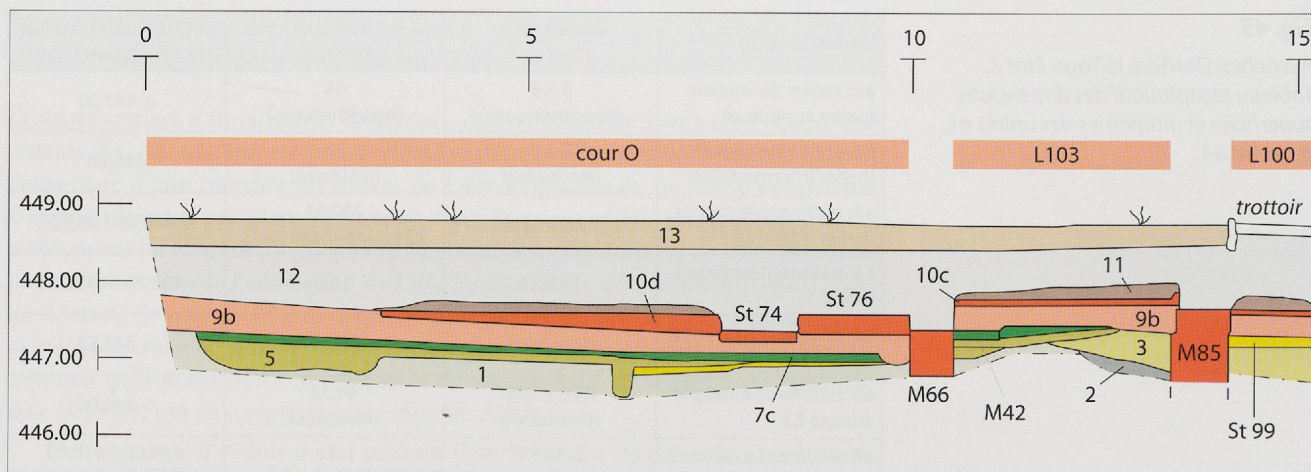 0 5 10 15
cour O L103 L100
449.00
trottoir
13
448.00
12 10d St 74 St 76 10c 11
9b 9b
447.00
5 1 3 M85
7c M66 M42 2
446.00
St 99